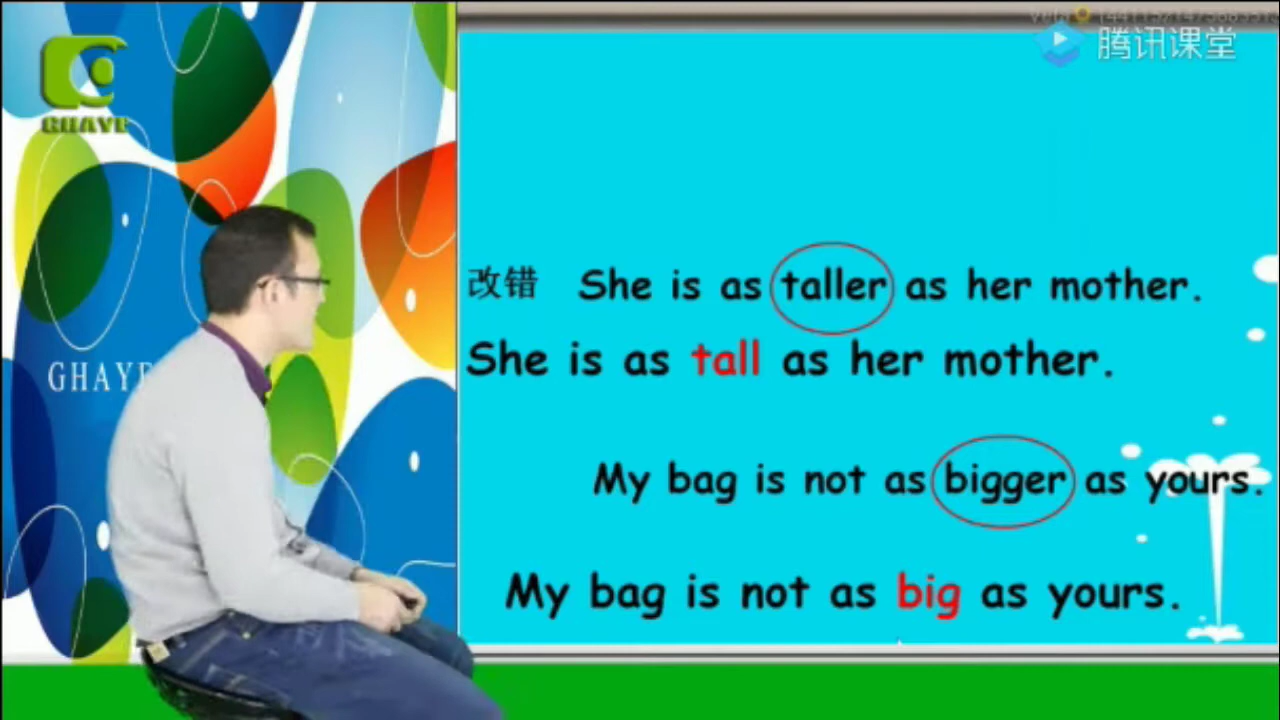 GHAYE
腾讯课堂
改错 She is as taller as her mother.
She is as tall as her mother.
GHAYE
My bag is not as bigger as yours.
My bag is not as big as yours.